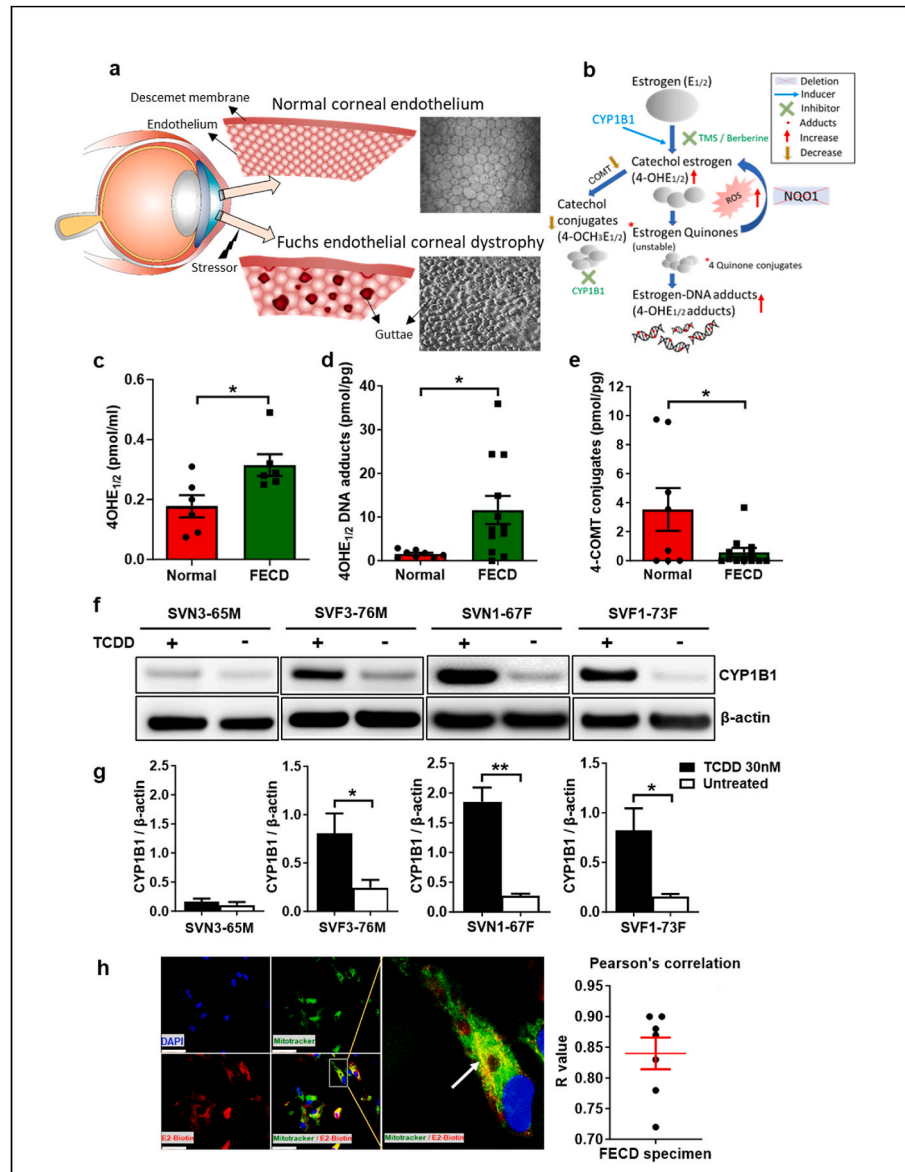 a
Descemet membrane
Endothelium
Normal corneal endothelium
Fuchs endothelial corneal dystrophy
Stressor
Guttae
b
Estrogen (E1/2)
CYP1B1
TMS / Berberine
COMT
Catechol estrogen
(4-OHE1/2)
Catechol
conjugates
(4-OCH3E1/2)
CYP1B1
ROS
NQO1
* Estrogen Quinones
(unstable)
*4 Quinone conjugates
Estrogen-DNA adducts
(4-OHE1/2 adducts)
Deletion
Inducer
Inhibitor
Adducts
Increase
Decrease
c
4OHE1/2 (pmol/ml)
0.6
0.4
0.2
0.0
*
Normal FECD
d
4OHE1/2 DNA adducts (pmol/pg)
40
30
20
10
0
*
Normal FECD
e
4-COMT conjugates (pmol/pg)
12
10
8
6
4
2
0
*
Normal FECD
f
SVN3-65M SVF3-76M SVN1-67F SVF1-73F
TCDD + - + - + - + -
CYP1B1
β-actin
g
TCDD 30nM
Untreated
CYP1B1 / β-actin
2.5
2.0
1.5
1.0
0.5
0.0
SVN3-65M
CYP1B1 / β-actin
1.5
1.0
0.5
0.0
*
SVF3-76M
CYP1B1 / β-actin
2.5
2.0
1.5
1.0
0.5
0.0
**
SVN1-67F
CYP1B1 / β-actin
1.5
1.0
0.5
0.0
*
SVF1-73F
h
DAPI
Mitotracker
E2-Biotin
Mitotracker / E2-Biotin
Mitotracker / E2-Biotin
Pearson's correlation
R value
0.95
0.90
0.85
0.80
0.75
0.70
FECD specimen